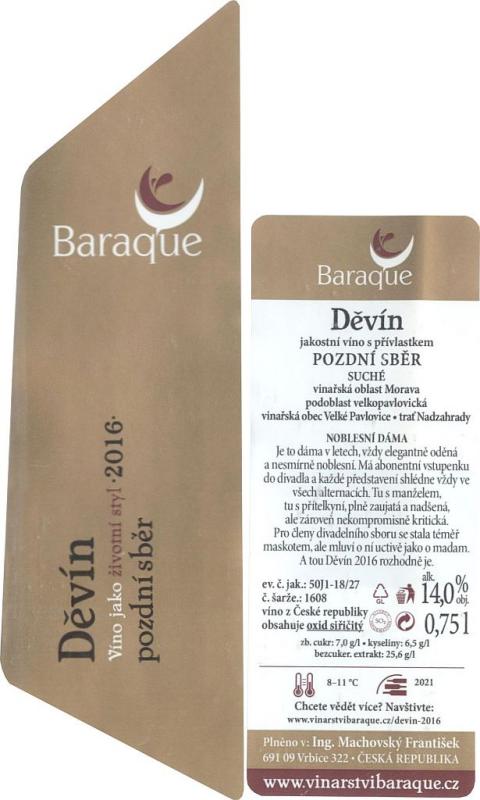 Baraque
Děvín
Víno jako životní styl ·2016·
pozdní sběr
Baraque
Děvín
jakostní víno s přívlastkem
POZDNÍ SBĚR
SUCHÉ
vinařská oblast Morava
podoblast velkopavlovická
vinařská obec Velké Pavlovice • trať Nadzahrady
NOBLESNÍ DÁMA
Je to dáma v letech, vždy elegantně oděná
a nesmírně noblesní. Má abonentní vstupenku
do divadla a každé představení shlédne vždy ve
všech alternacích. Tu s manželem,
tu s přítelkyní, plně zaujatá a nadšená,
ale zároveň nekompromisně kritická.
Pro členy divadelního sboru se stala téměř
maskotem, ale mluví o ní uctivě jako o madam.
A tou Děvín 2016 rozhodně je.
ev. č. jak.: 50J1-18/27
č. šarže.: 1608
víno z České republiky
obsahuje oxid siřičitý
GL
SO₂
alk.
14,0% obj.
0,75 l
zb. cukr: 7,0 g/l • kyseliny: 6,5 g/l
bezcuker. extrakt: 25,6 g/l
8–11 °C
2021
Chcete vědět více? Navštivte:
www.vinarstvibaraque.cz/devin-2016
Plněno v: Ing. Machovský František
691 09 Vrbice 322 • ČESKÁ REPUBLIKA
www.vinarstvibaraque.cz